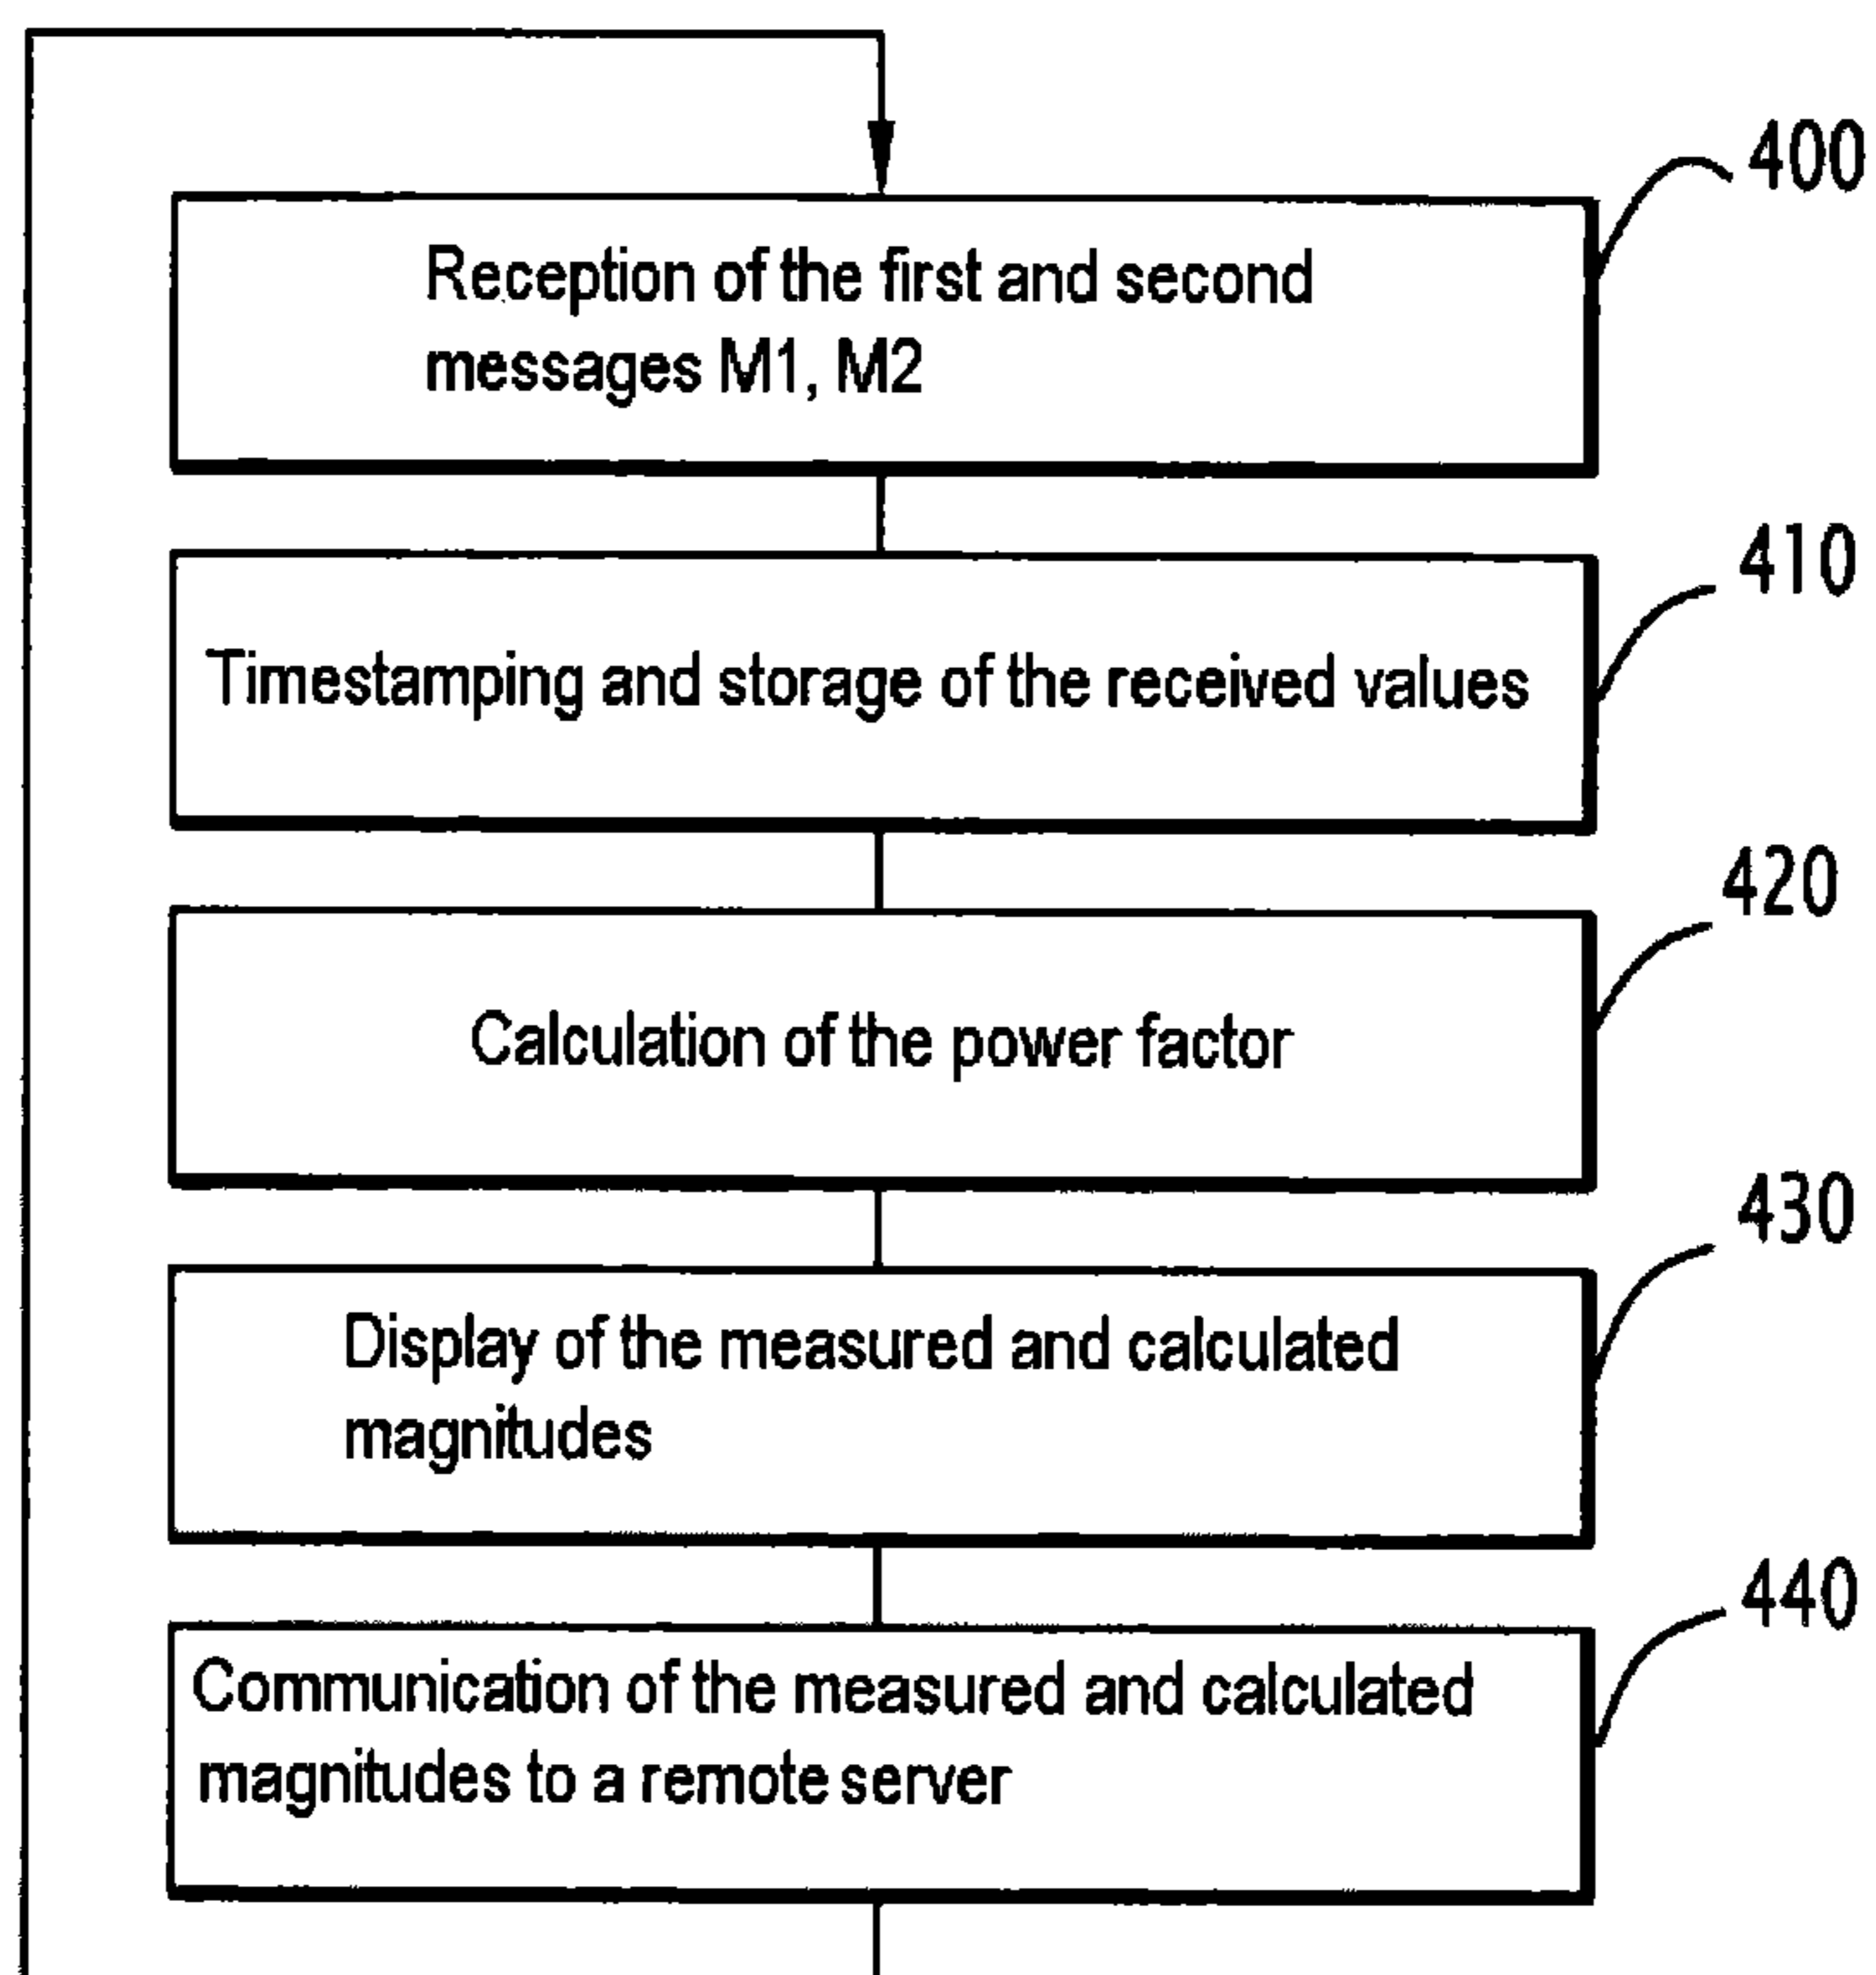 400
Reception of the first and second
messages M1, M2
410
Timestamping and storage of the received values
420
Calculation of the power factor
430
Display of the measured and calculated
magnitudes
440
Communication of the measured and calculated
magnitudes to a remote server